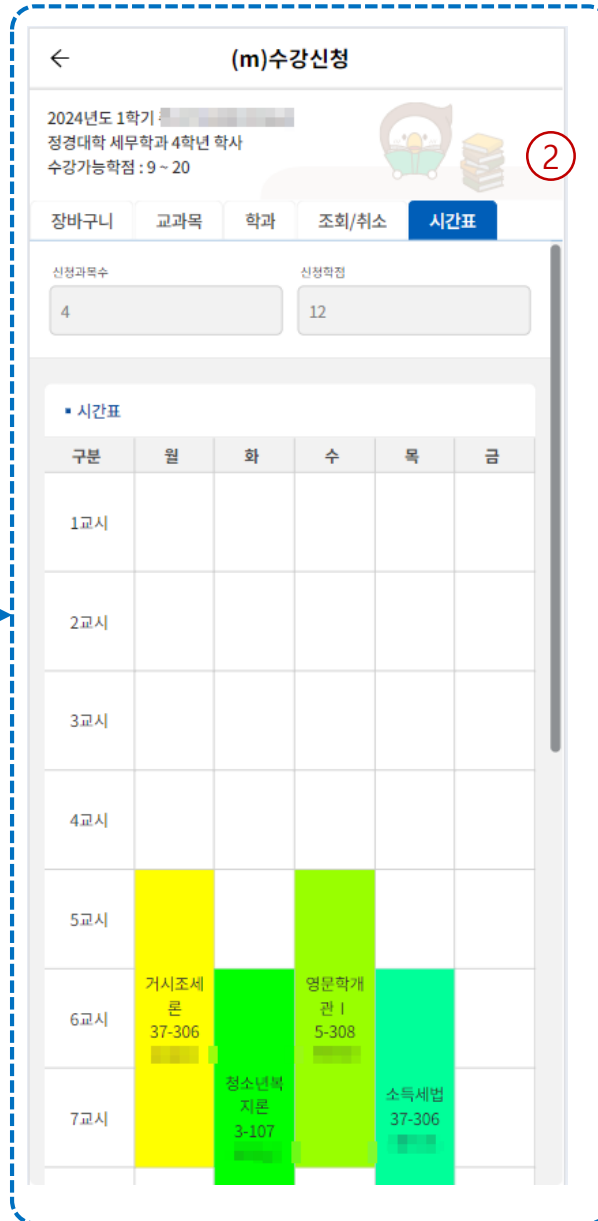 (m)수강신청
2024년도 1학기
정경대학 세무학과 4학년 학사
수강가능학점 : 9 ~ 20
2
장바구니 교과목 학과 조회/취소 시간표
신청과목수 신청학점
4 12
시간표
구분 월 화 수 목 금
1교시
2교시
3교시
4교시
5교시
6교시
7교시
거시조세
론
37-306
청소년복
지론
3-107
영문학개
관 I
5-308
소득세법
37-306